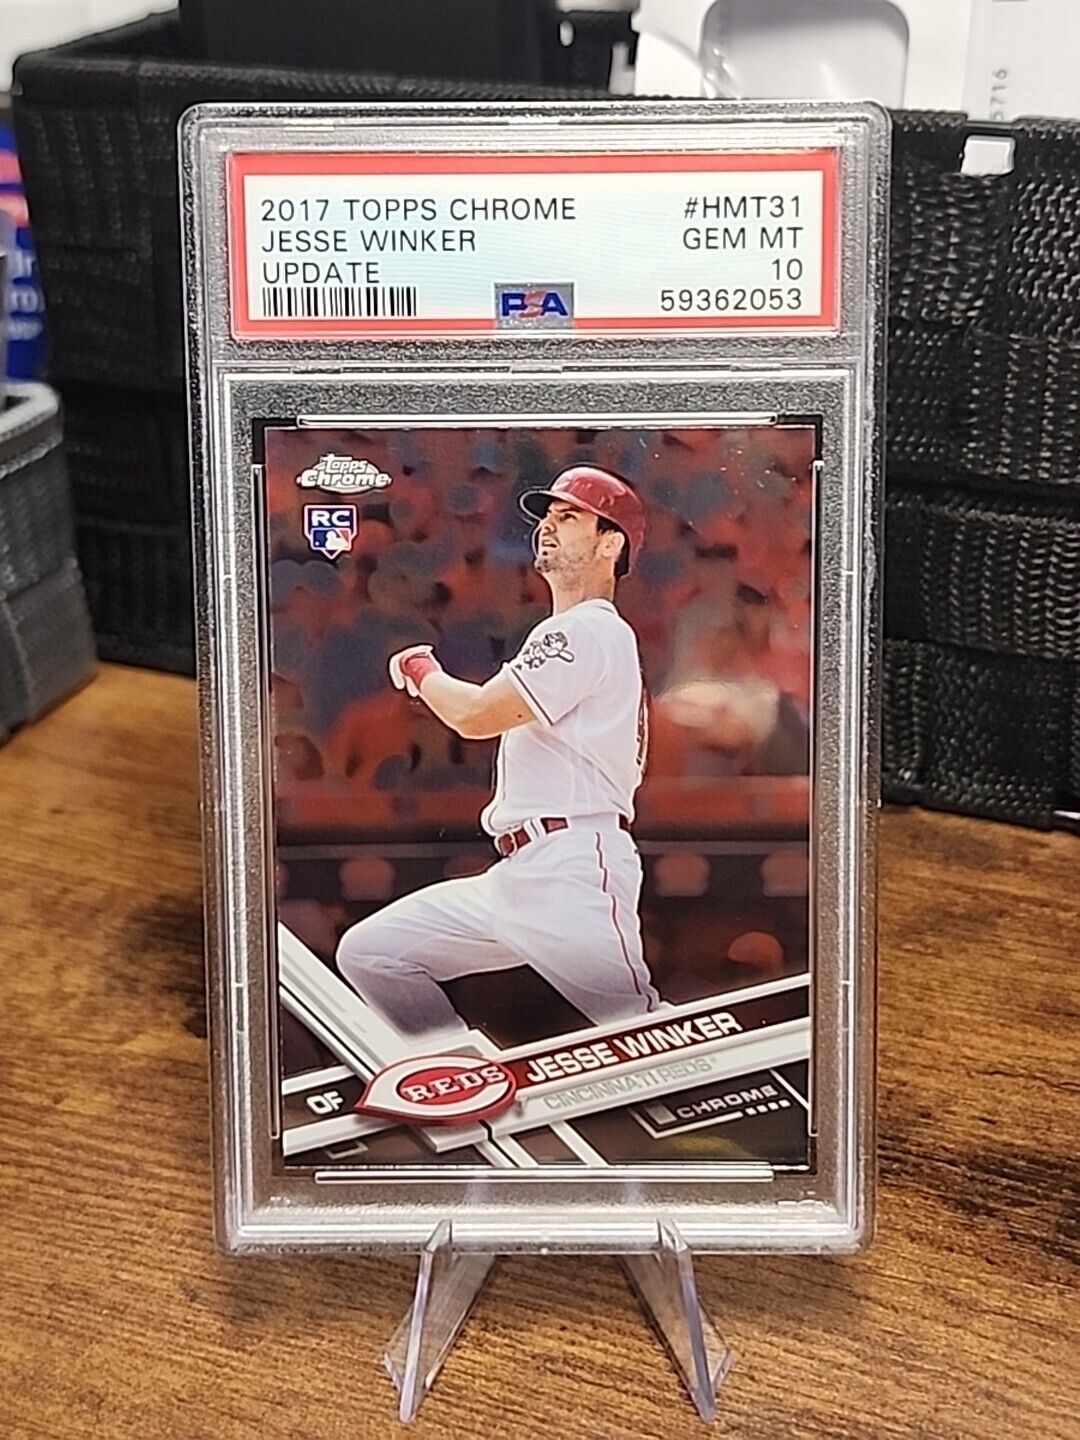 2017 TOPPS CHROME #HMT31
JESSE WINKER GEM MT
UPDATE 10
PSA 59362053
TOPPS
Chrome
RC
JESSE WINKER
CINCINNATI REDS
OF
REDS
CHROME
5716